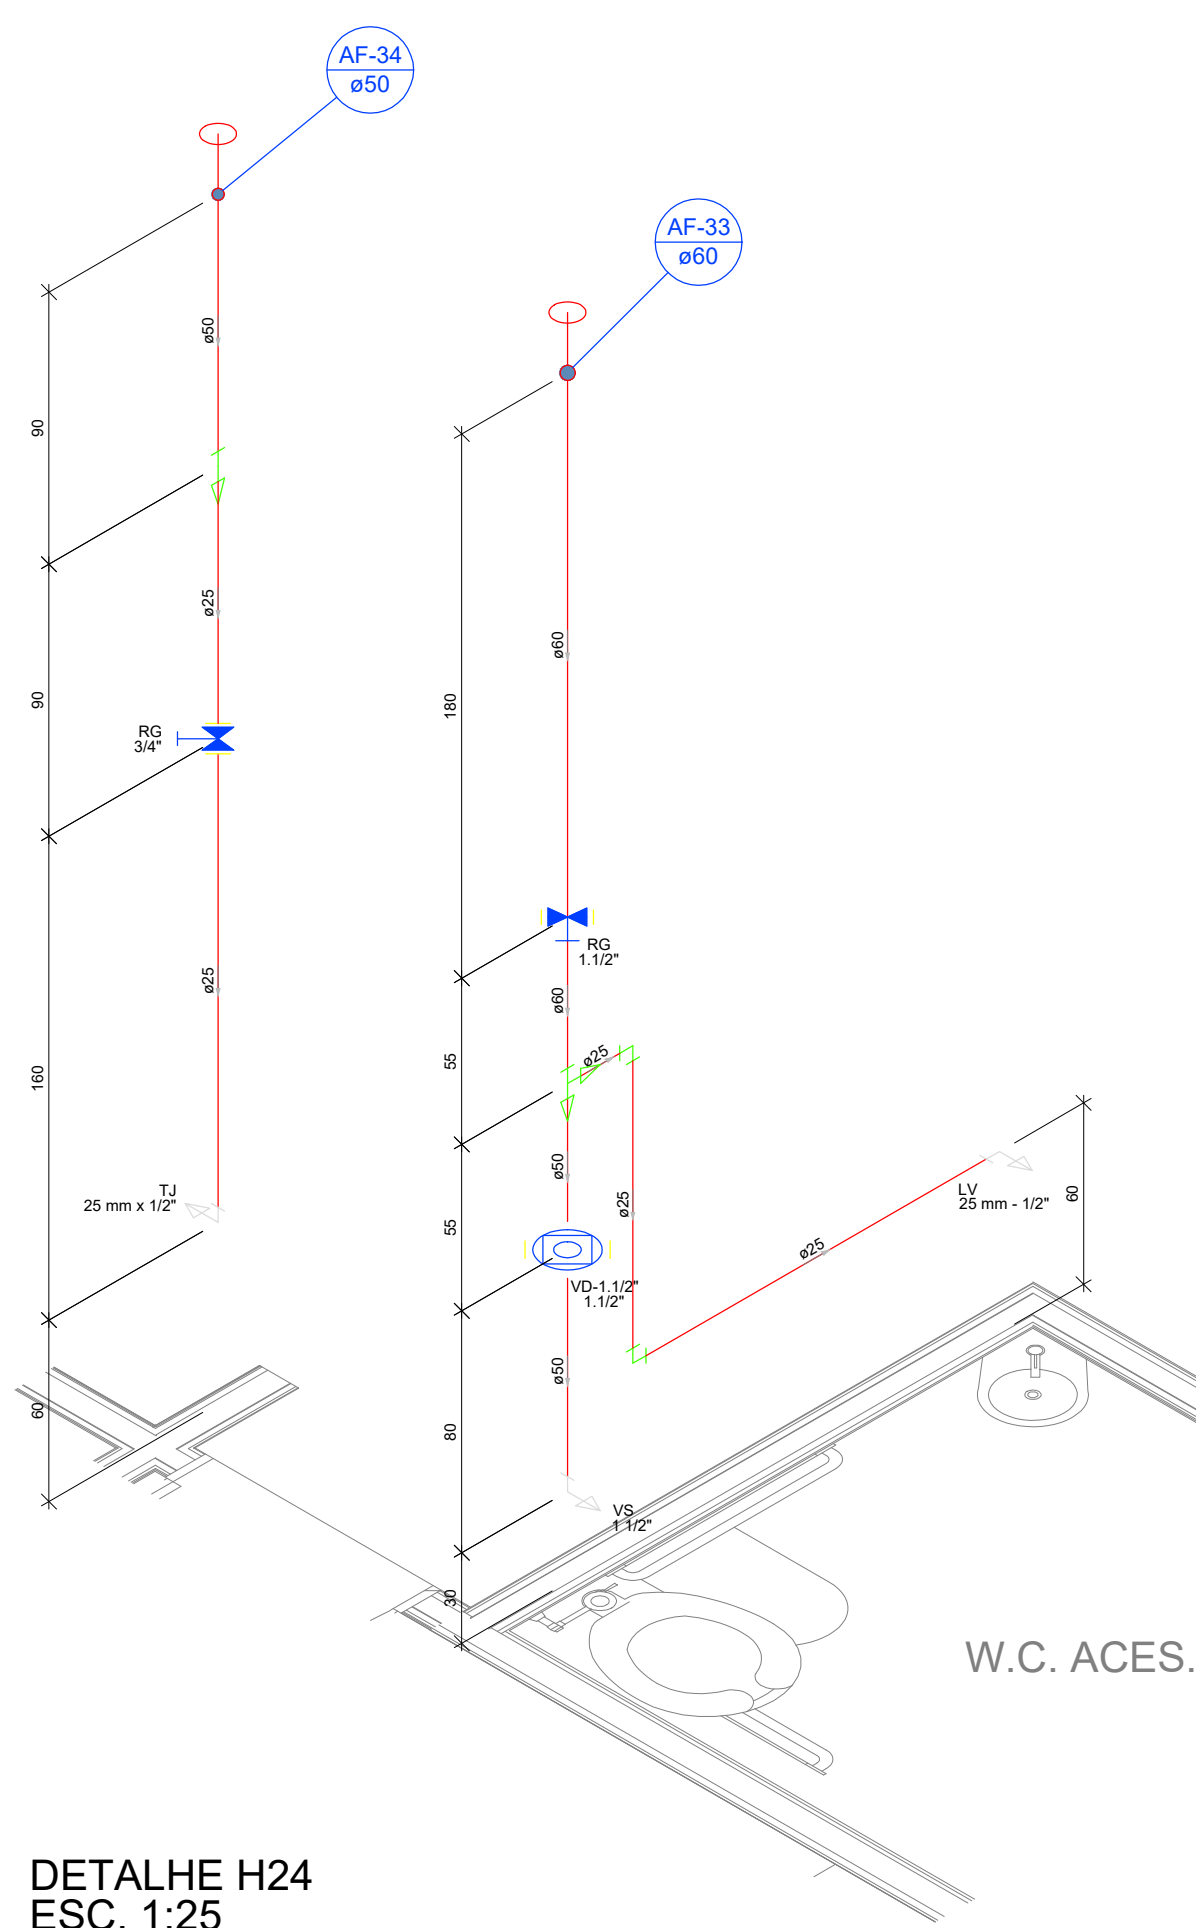 AF-34
ø50
AF-33
ø60
ø50
90
ø25
ø60
90
180
RG
3/4"
RG
1.1/2"
ø25
ø60
ø25
55
160
ø50
TJ
25 mm x 1/2"
LV
25 mm - 1/2"
60
ø25
55
ø25
VD-1.1/2"
1.1/2"
ø50
60
80
VS
1 1/2"
30
W.C. ACES.
DETALHE H24
ESC. 1:25